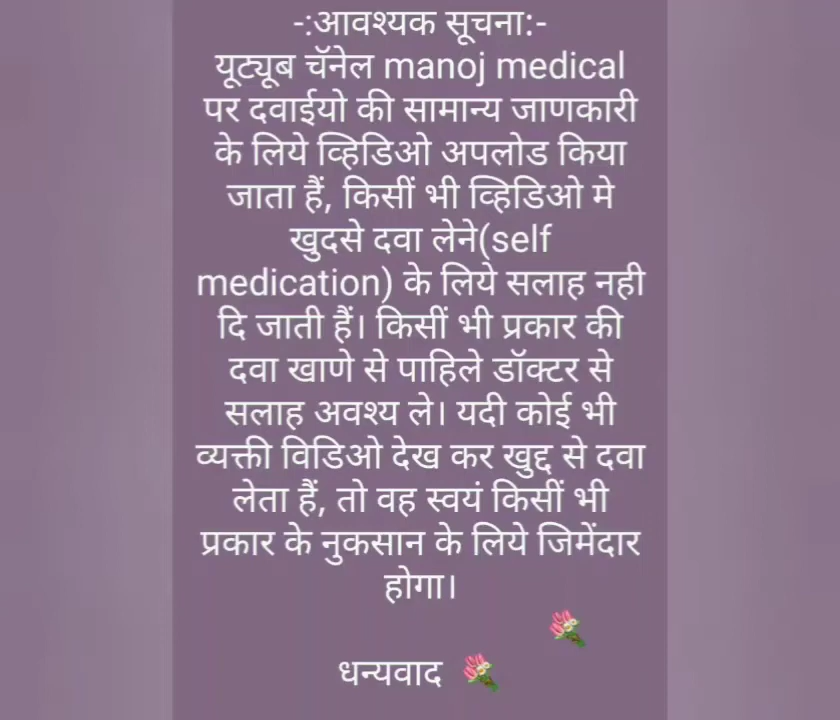 -:आवश्यक सूचना:-
यूट्यूब चॅनेल manoj medical
पर दवाईयो की सामान्य जाणकारी
के लिये व्हिडिओ अपलोड किया
जाता हैं, किसीं भी व्हिडिओ मे
खुदसे दवा लेने(self
medication) के लिये सलाह नही
दि जाती हैं। किसीं भी प्रकार की
दवा खाणे से पाहिले डॉक्टर से
सलाह अवश्य ले। यदी कोई भी
व्यक्ती विडिओ देख कर खुद्द से दवा
लेता हैं, तो वह स्वयं किसीं भी
प्रकार के नुकसान के लिये जिमेंदार
होगा।
धन्यवाद